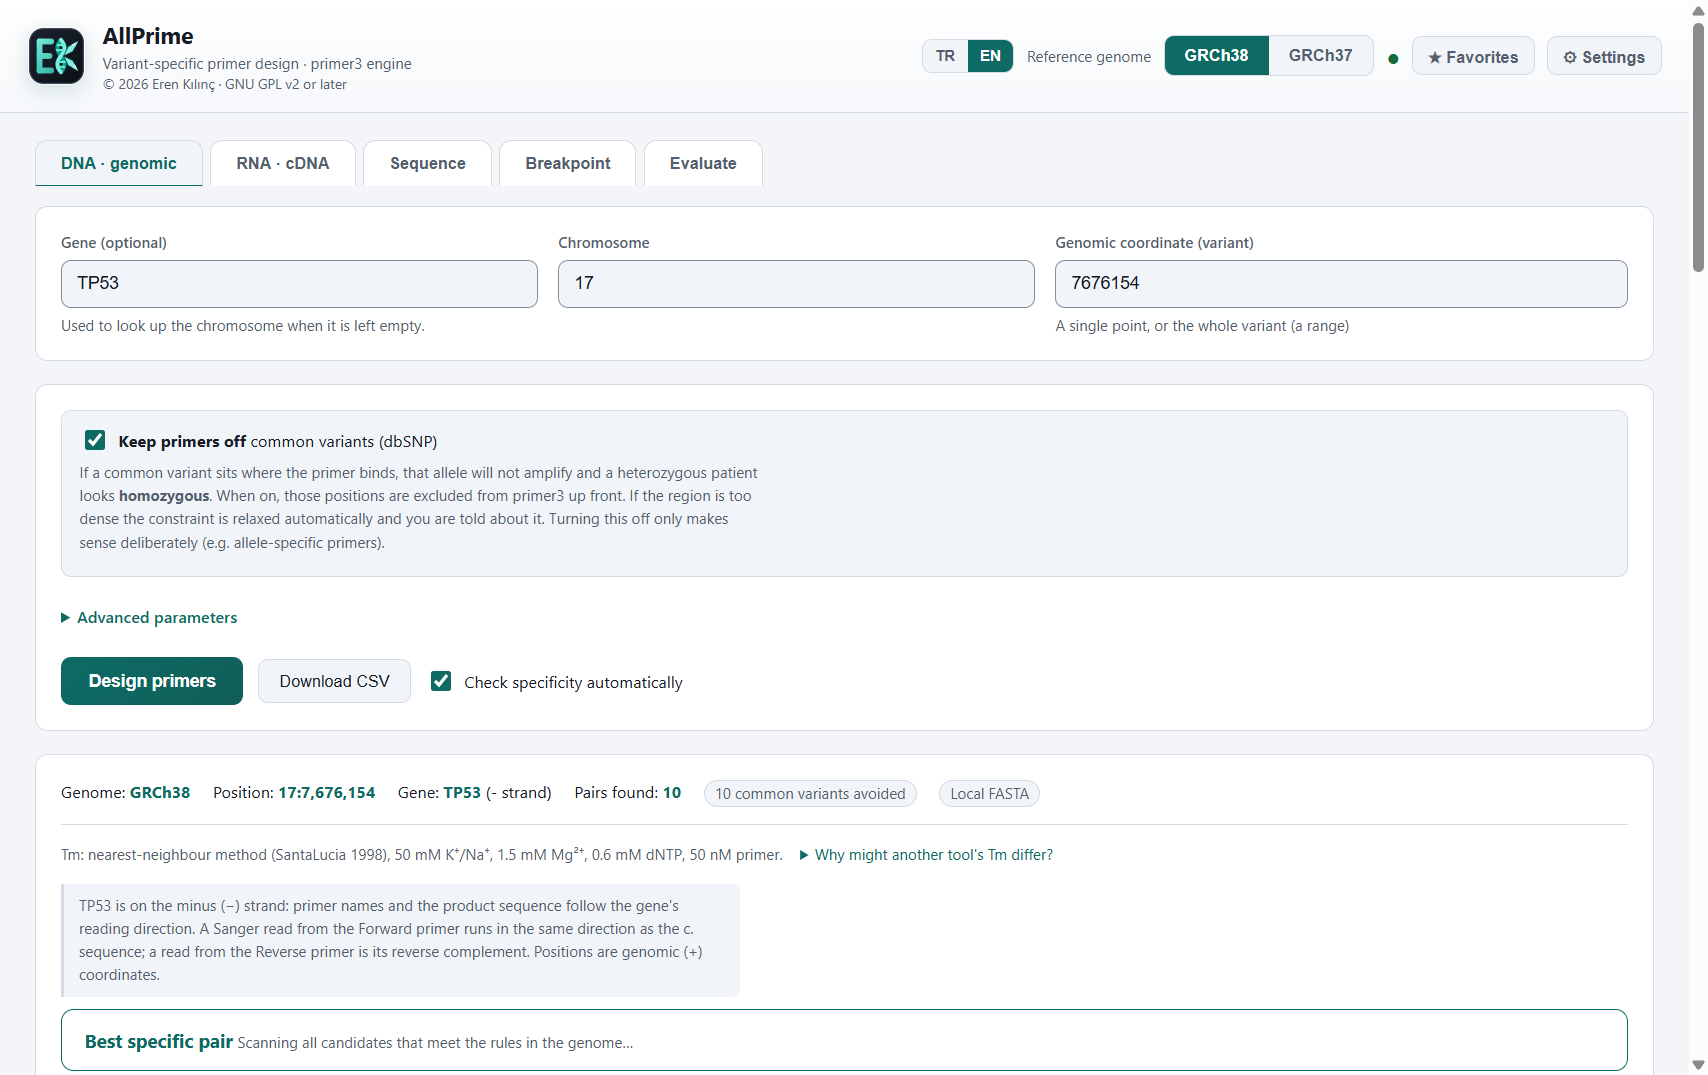 EK
AllPrime
Variant-specific primer design · primer3 engine
© 2026 Eren Kılınç · GNU GPL v2 or later
TR EN Reference genome GRCh38 GRCh37 ★ Favorites ⚙ Settings
DNA · genomic RNA · cDNA Sequence Breakpoint Evaluate
Gene (optional) Chromosome Genomic coordinate (variant)
TP53 17 7676154
Used to look up the chromosome when it is left empty. A single point, or the whole variant (a range)
Keep primers off common variants (dbSNP)
If a common variant sits where the primer binds, that allele will not amplify and a heterozygous patient
looks homozygous. When on, those positions are excluded from primer3 up front. If the region is too
dense the constraint is relaxed automatically and you are told about it. Turning this off only makes
sense deliberately (e.g. allele-specific primers).
▶ Advanced parameters
Design primers Download CSV Check specificity automatically
Genome: GRCh38 Position: 17:7,676,154 Gene: TP53 (- strand) Pairs found: 10 10 common variants avoided Local FASTA
Tm: nearest-neighbour method (SantaLucia 1998), 50 mM K⁺/Na⁺, 1.5 mM Mg²⁺, 0.6 mM dNTP, 50 nM primer. ▶ Why might another tool's Tm differ?
TP53 is on the minus (−) strand: primer names and the product sequence follow the gene's
reading direction. A Sanger read from the Forward primer runs in the same direction as the c.
sequence; a read from the Reverse primer is its reverse complement. Positions are genomic (+)
coordinates.
Best specific pair Scanning all candidates that meet the rules in the genome…